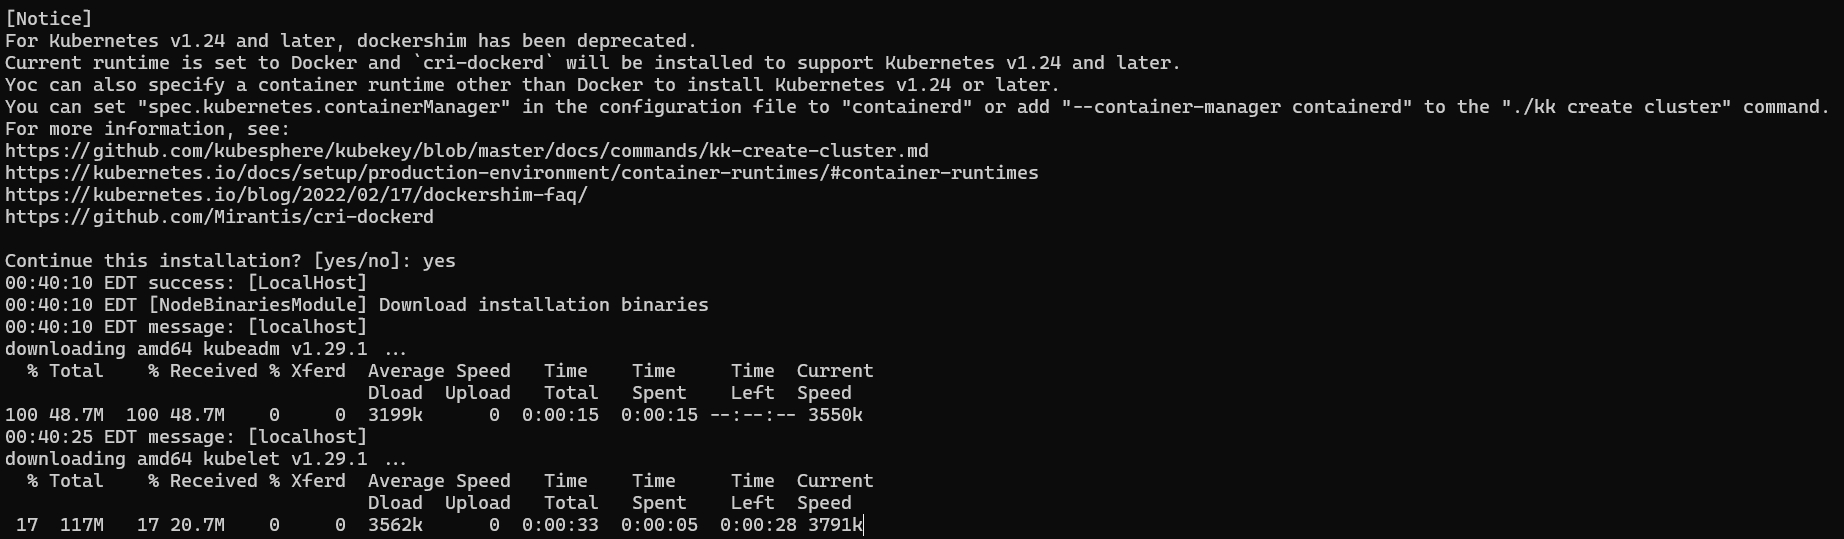 [Notice]
For Kubernetes v1.24 and later, dockershim has been deprecated.
Current runtime is set to Docker and `cri-dockerd` will be installed to support Kubernetes v1.24 and later.
Yoc can also specify a container runtime other than Docker to install Kubernetes v1.24 or later.
You can set "spec.kubernetes.containerManager" in the configuration file to "containerd" or add "--container-manager containerd" to the "./kk create cluster" command.
For more information, see:
https://github.com/kubesphere/kubekey/blob/master/docs/commands/kk-create-cluster.md
https://kubernetes.io/docs/setup/production-environment/container-runtimes/#container-runtimes
https://kubernetes.io/blog/2022/02/17/dockershim-faq/
https://github.com/Mirantis/cri-dockerd
Continue this installation? [yes/no]: yes
00:40:10 EDT success: [LocalHost]
00:40:10 EDT [NodeBinariesModule] Download installation binaries
00:40:10 EDT message: [localhost]
downloading amd64 kubeadm v1.29.1 ...
  % Total    % Received % Xferd  Average Speed   Time    Time     Time  Current
                                 Dload  Upload   Total   Spent    Left  Speed
100 48.7M  100 48.7M    0     0  3199k      0  0:00:15  0:00:15 --:--:-- 3550k
00:40:25 EDT message: [localhost]
downloading amd64 kubelet v1.29.1 ...
  % Total    % Received % Xferd  Average Speed   Time    Time     Time  Current
                                 Dload  Upload   Total   Spent    Left  Speed
 17  117M   17 20.7M    0     0  3562k      0  0:00:33  0:00:05  0:00:28 3791k